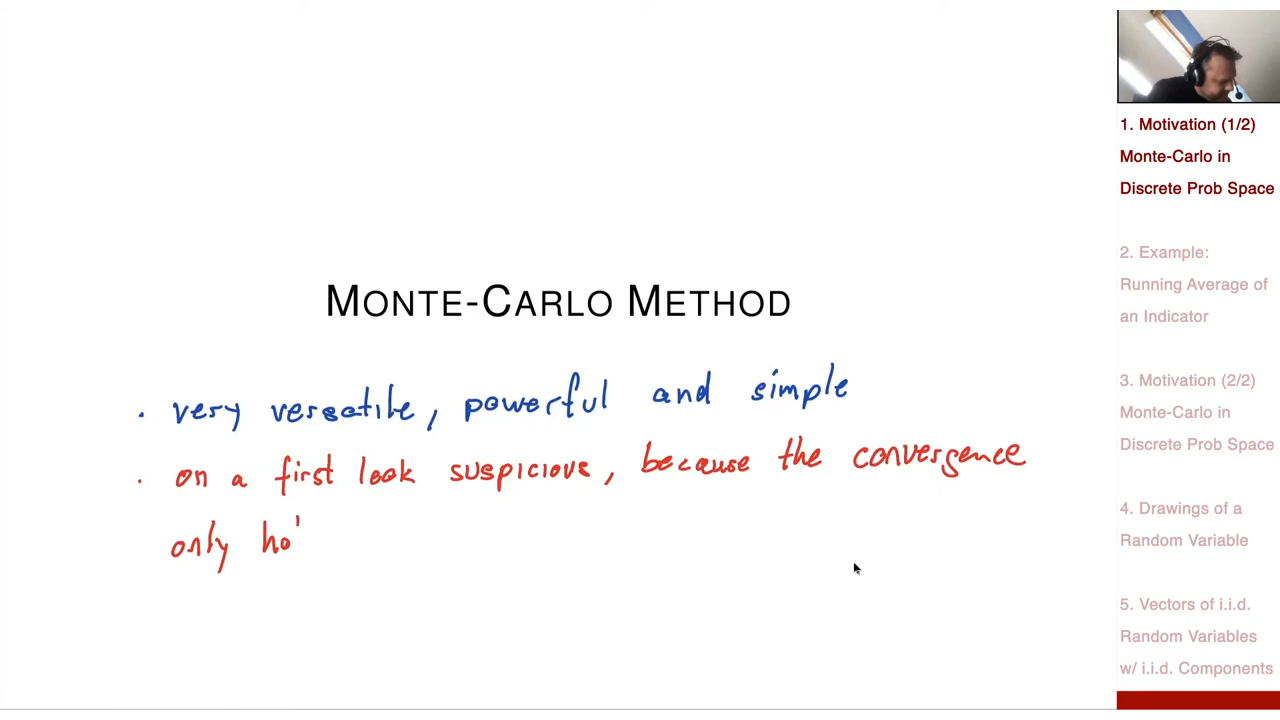 MONTE-CARLO METHOD
· very versatile, powerful and simple
· on a first look suspicious, because the convergence
only ho
1. Motivation (1/2)
Monte-Carlo in
Discrete Prob Space
2. Example:
Running Average of
an Indicator
3. Motivation (2/2)
Monte-Carlo in
Discrete Prob Space
4. Drawings of a
Random Variable
5. Vectors of i.i.d.
Random Variables
w/ i.i.d. Components